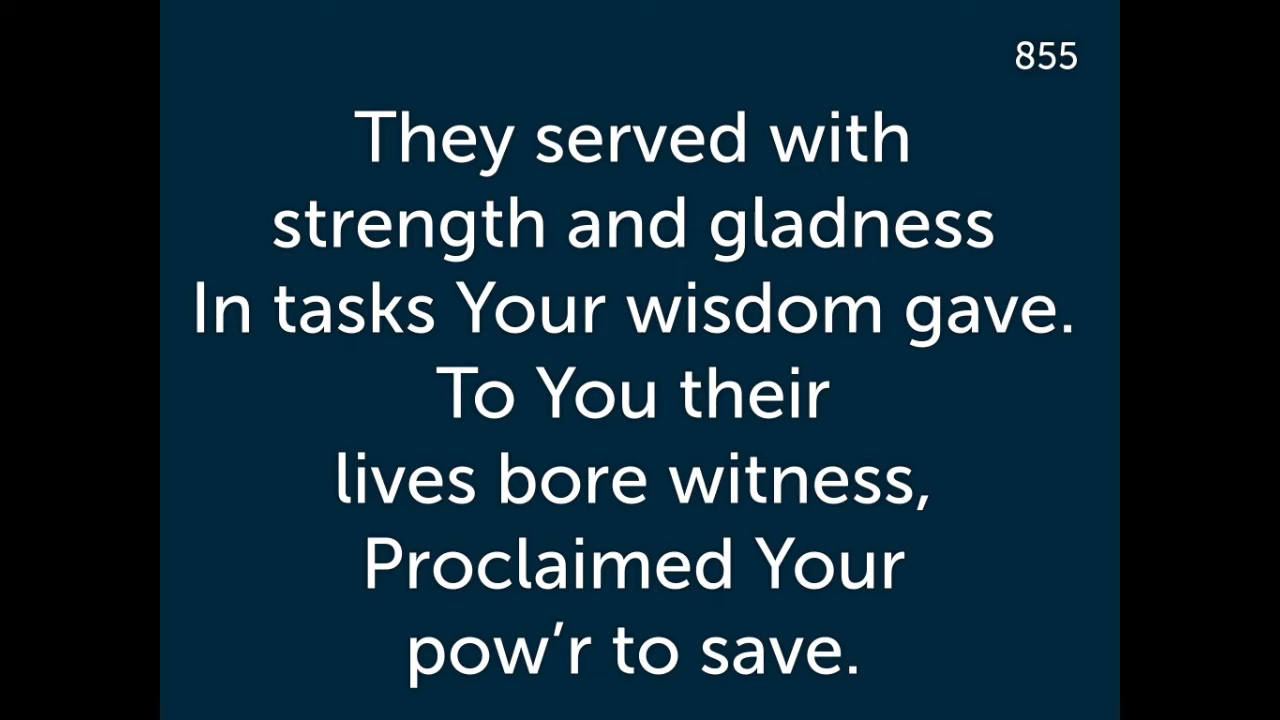 855
They served with
strength and gladness
In tasks Your wisdom gave.
To You their
lives bore witness,
Proclaimed Your
pow’r to save.